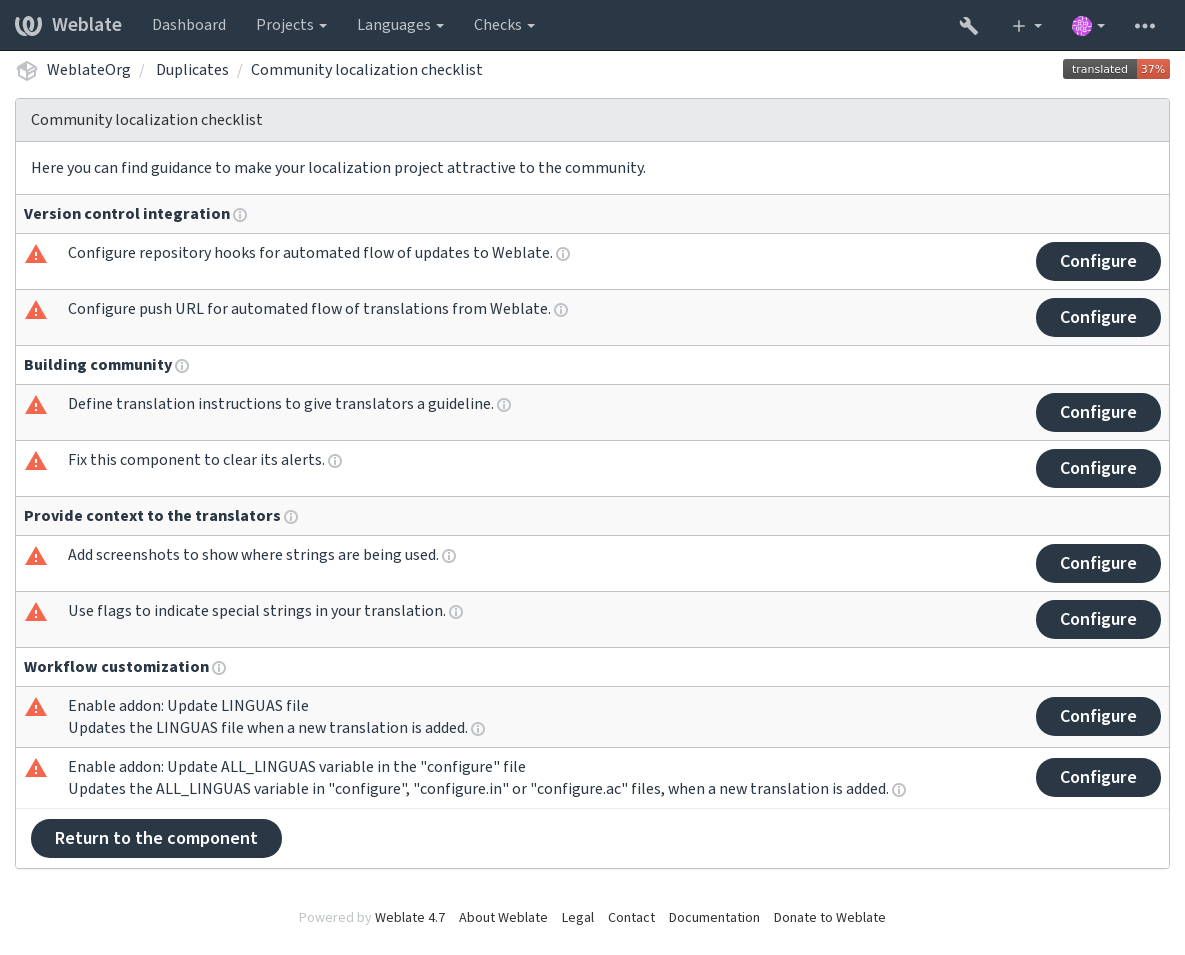 Weblate Dashboard Projects Languages Checks
WeblateOrg / Duplicates / Community localization checklist translated 37%
Community localization checklist
Here you can find guidance to make your localization project attractive to the community.
Version control integration
Configure repository hooks for automated flow of updates to Weblate. Configure
Configure push URL for automated flow of translations from Weblate. Configure
Building community
Define translation instructions to give translators a guideline. Configure
Fix this component to clear its alerts. Configure
Provide context to the translators
Add screenshots to show where strings are being used. Configure
Use flags to indicate special strings in your translation. Configure
Workflow customization
Enable addon: Update LINGUAS file
Updates the LINGUAS file when a new translation is added. Configure
Enable addon: Update ALL_LINGUAS variable in the "configure" file
Updates the ALL_LINGUAS variable in "configure", "configure.in" or "configure.ac" files, when a new translation is added. Configure
Return to the component
Powered by Weblate 4.7 About Weblate Legal Contact Documentation Donate to Weblate